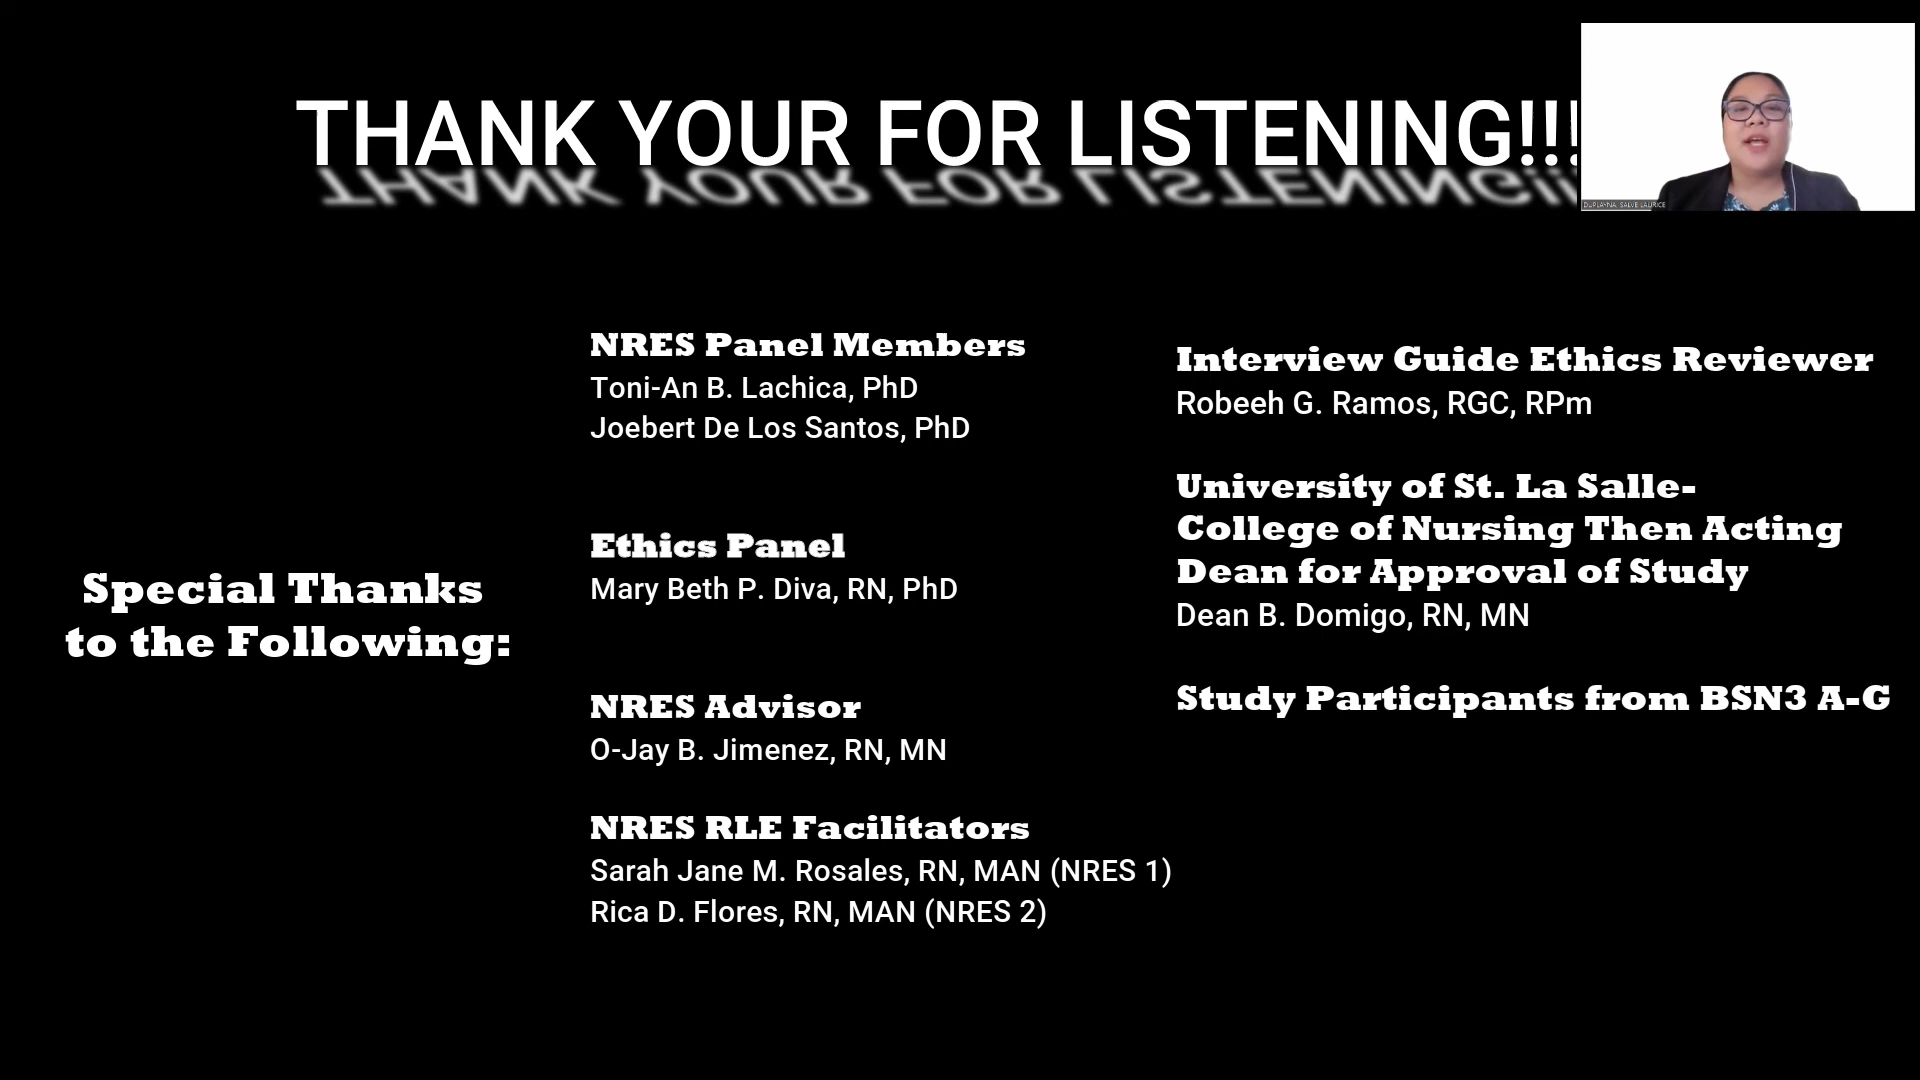 THANK YOUR FOR LISTENING!!!
DUPLAYNA, SALVE LAURICE
Special Thanks
to the Following:
NRES Panel Members
Toni-An B. Lachica, PhD
Joebert De Los Santos, PhD
Ethics Panel
Mary Beth P. Diva, RN, PhD
NRES Advisor
O-Jay B. Jimenez, RN, MN
NRES RLE Facilitators
Sarah Jane M. Rosales, RN, MAN (NRES 1)
Rica D. Flores, RN, MAN (NRES 2)
Interview Guide Ethics Reviewer
Robeeh G. Ramos, RGC, RPm
University of St. La Salle-
College of Nursing Then Acting
Dean for Approval of Study
Dean B. Domigo, RN, MN
Study Participants from BSN3 A-G